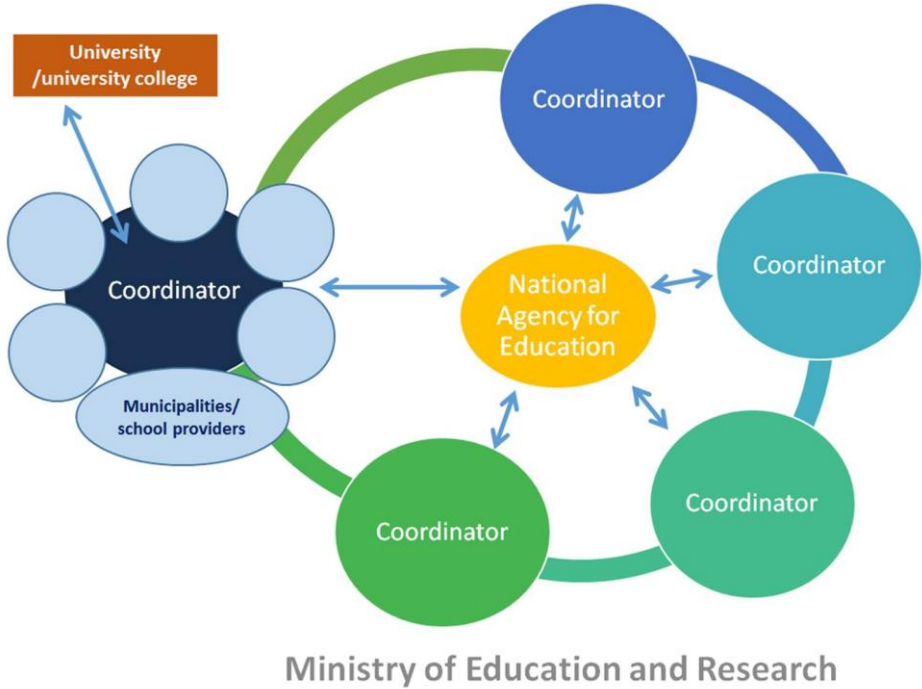 University
/university college
Coordinator
Coordinator
Coordinator
National
Agency for
Education
Municipalities/
school providers
Coordinator
Coordinator
Ministry of Education and Research